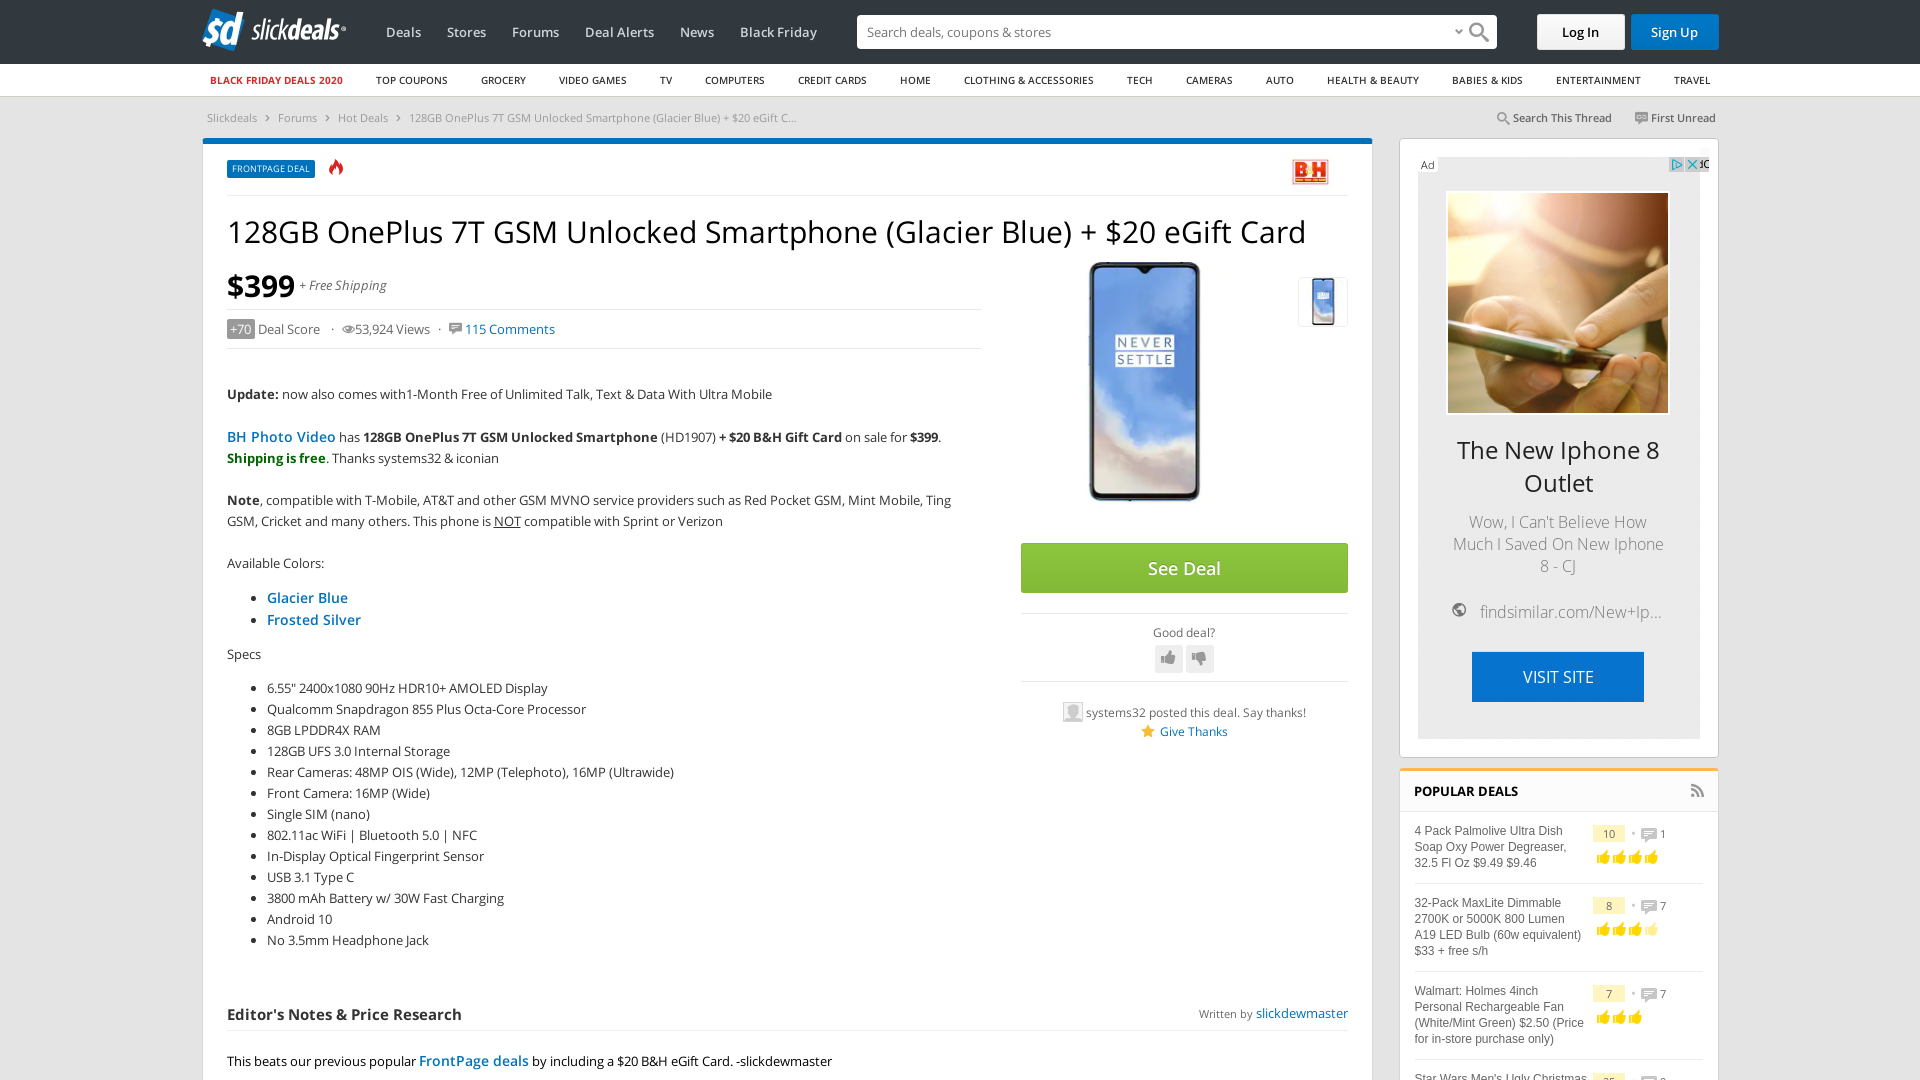 slickdeals
Deals
Stores
Forums
Deal Alerts
News
Black Friday
Search deals, coupons & stores
Log In
Sign Up
BLACK FRIDAY DEALS 2020
TOP COUPONS
GROCERY
VIDEO GAMES
TV
COMPUTERS
CREDIT CARDS
HOME
CLOTHING & ACCESSORIES
TECH
CAMERAS
AUTO
HEALTH & BEAUTY
BABIES & KIDS
ENTERTAINMENT
TRAVEL
Slickdeals › Forums › Hot Deals › 128GB OnePlus 7T GSM Unlocked Smartphone (Glacier Blue) + $20 eGift C...
Search This Thread
First Unread
FRONTPAGE DEAL
B&H
128GB OnePlus 7T GSM Unlocked Smartphone (Glacier Blue) + $20 eGift Card
$399 + Free Shipping
+70 Deal Score · 53,924 Views · 115 Comments
Update: now also comes with1-Month Free of Unlimited Talk, Text & Data With Ultra Mobile
BH Photo Video has 128GB OnePlus 7T GSM Unlocked Smartphone (HD1907) + $20 B&H Gift Card on sale for $399.
Shipping is free. Thanks systems32 & iconian
Note, compatible with T-Mobile, AT&T and other GSM MVNO service providers such as Red Pocket GSM, Mint Mobile, Ting
GSM, Cricket and many others. This phone is NOT compatible with Sprint or Verizon
Available Colors:
Glacier Blue
Frosted Silver
Specs
6.55" 2400x1080 90Hz HDR10+ AMOLED Display
Qualcomm Snapdragon 855 Plus Octa-Core Processor
8GB LPDDR4X RAM
128GB UFS 3.0 Internal Storage
Rear Cameras: 48MP OIS (Wide), 12MP (Telephoto), 16MP (Ultrawide)
Front Camera: 16MP (Wide)
Single SIM (nano)
802.11ac WiFi | Bluetooth 5.0 | NFC
In-Display Optical Fingerprint Sensor
USB 3.1 Type C
3800 mAh Battery w/ 30W Fast Charging
Android 10
No 3.5mm Headphone Jack
NEVER
SETTLE
See Deal
Good deal?
systems32 posted this deal. Say thanks!
Give Thanks
Editor's Notes & Price Research
Written by slickdewmaster
This beats our previous popular FrontPage deals by including a $20 B&H eGift Card. -slickdewmaster
Ad
The New Iphone 8
Outlet
Wow, I Can't Believe How
Much I Saved On New Iphone
8 - CJ
findsimilar.com/New+Ip...
VISIT SITE
POPULAR DEALS
4 Pack Palmolive Ultra Dish
Soap Oxy Power Degreaser,
32.5 Fl Oz $9.49 $9.46
10 • 1
32-Pack MaxLite Dimmable
2700K or 5000K 800 Lumen
A19 LED Bulb (60w equivalent)
$33 + free s/h
8 • 7
Walmart: Holmes 4inch
Personal Rechargeable Fan
(White/Mint Green) $2.50 (Price
for in-store purchase only)
7 • 7
Star Wars Men's Ugly Christmas